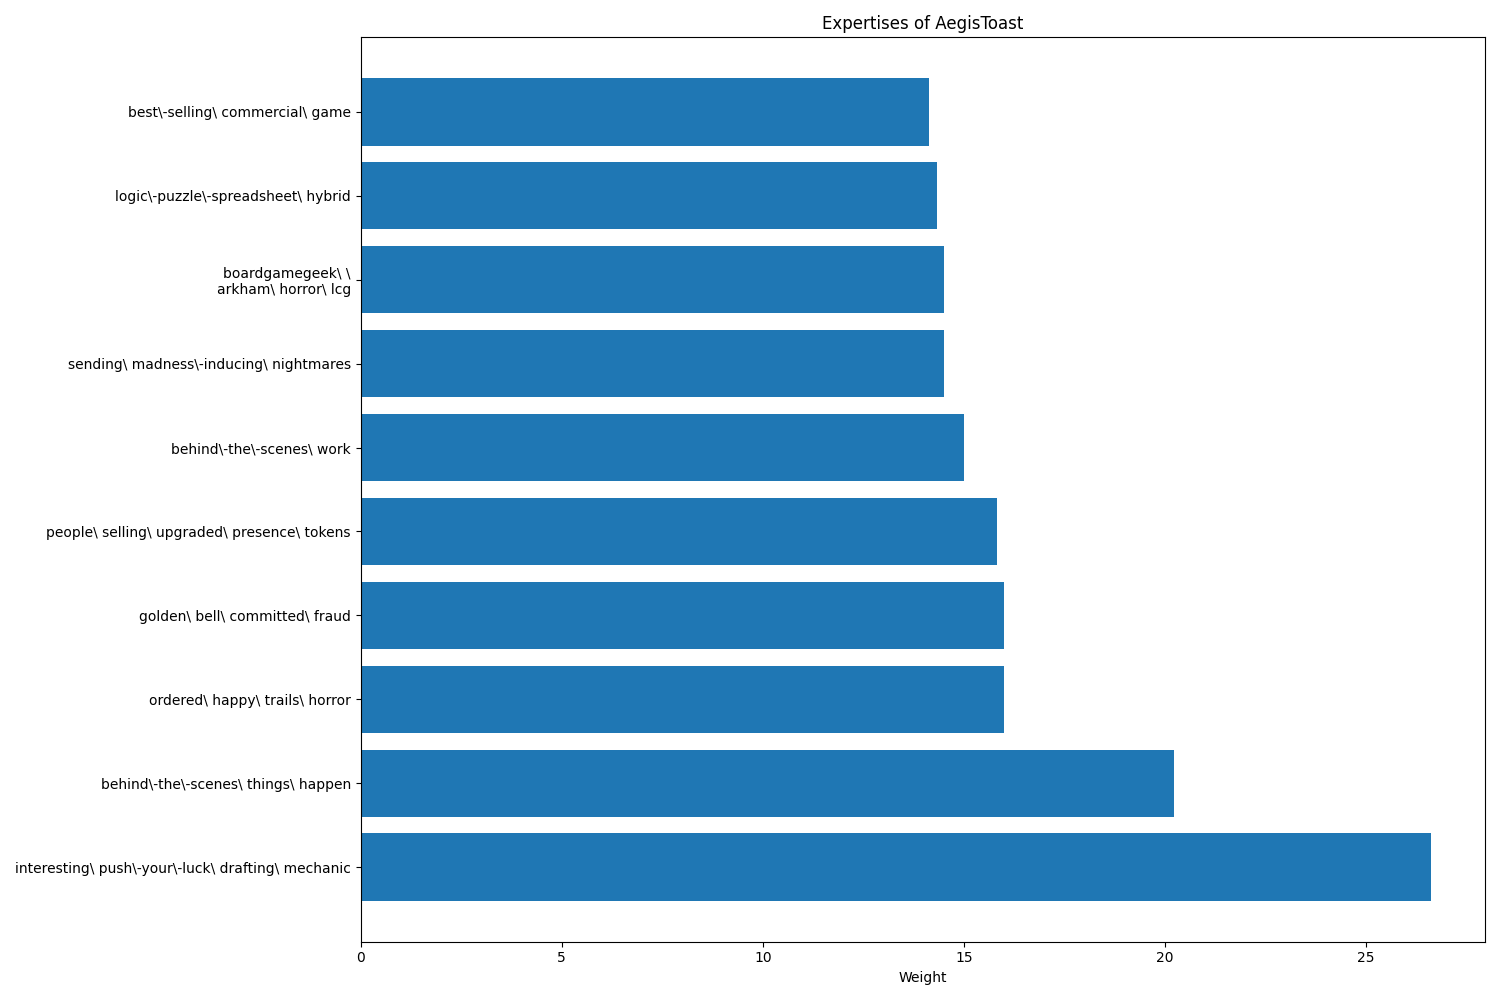 Expertises of AegisToast
best\-selling\ commercial\ game
logic\-puzzle\-spreadsheet\ hybrid
boardgamegeek\ \
arkham\ horror\ lcg
sending\ madness\-inducing\ nightmares
behind\-the\-scenes\ work
people\ selling\ upgraded\ presence\ tokens
golden\ bell\ committed\ fraud
ordered\ happy\ trails\ horror
behind\-the\-scenes\ things\ happen
interesting\ push\-your\-luck\ drafting\ mechanic
0 5 10 15 20 25
Weight